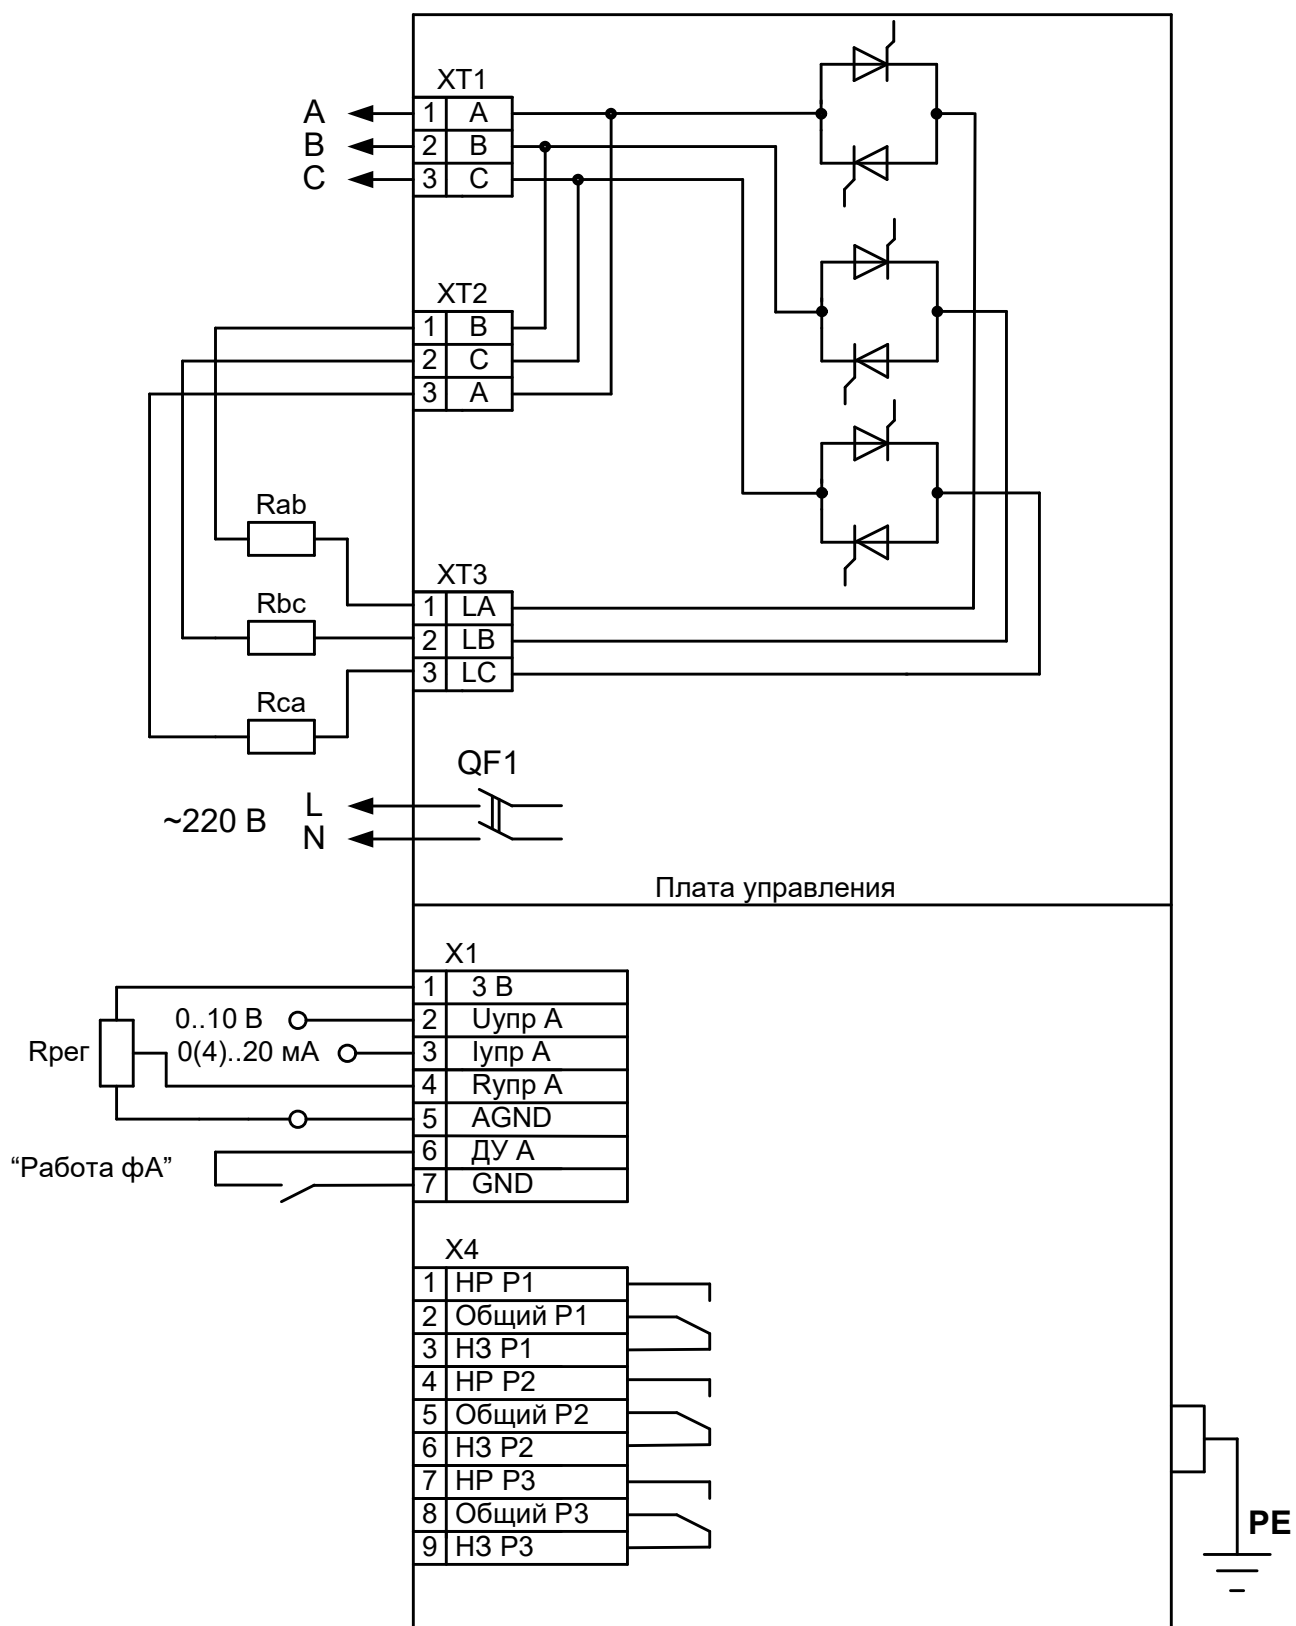 XT1
A 1 A
B 2 B
C 3 C
XT2
1 B
2 C
3 A
Rab
XT3
Rbc
1 LA
2 LB
3 LC
Rca
QF1
~220 В
L
N
Плата управления
X1
1 3 В
0..10 В 2 Uупр А
Rрег 0(4)..20 мА 3 Iупр А
4 Rупр А
5 AGND
6 ДУ А
“Работа фА”
7 GND
X4
1 НР Р1
2 Общий Р1
3 НЗ Р1
4 НР Р2
5 Общий Р2
6 НЗ Р2
7 НР Р3
8 Общий Р3
9 НЗ Р3
PE